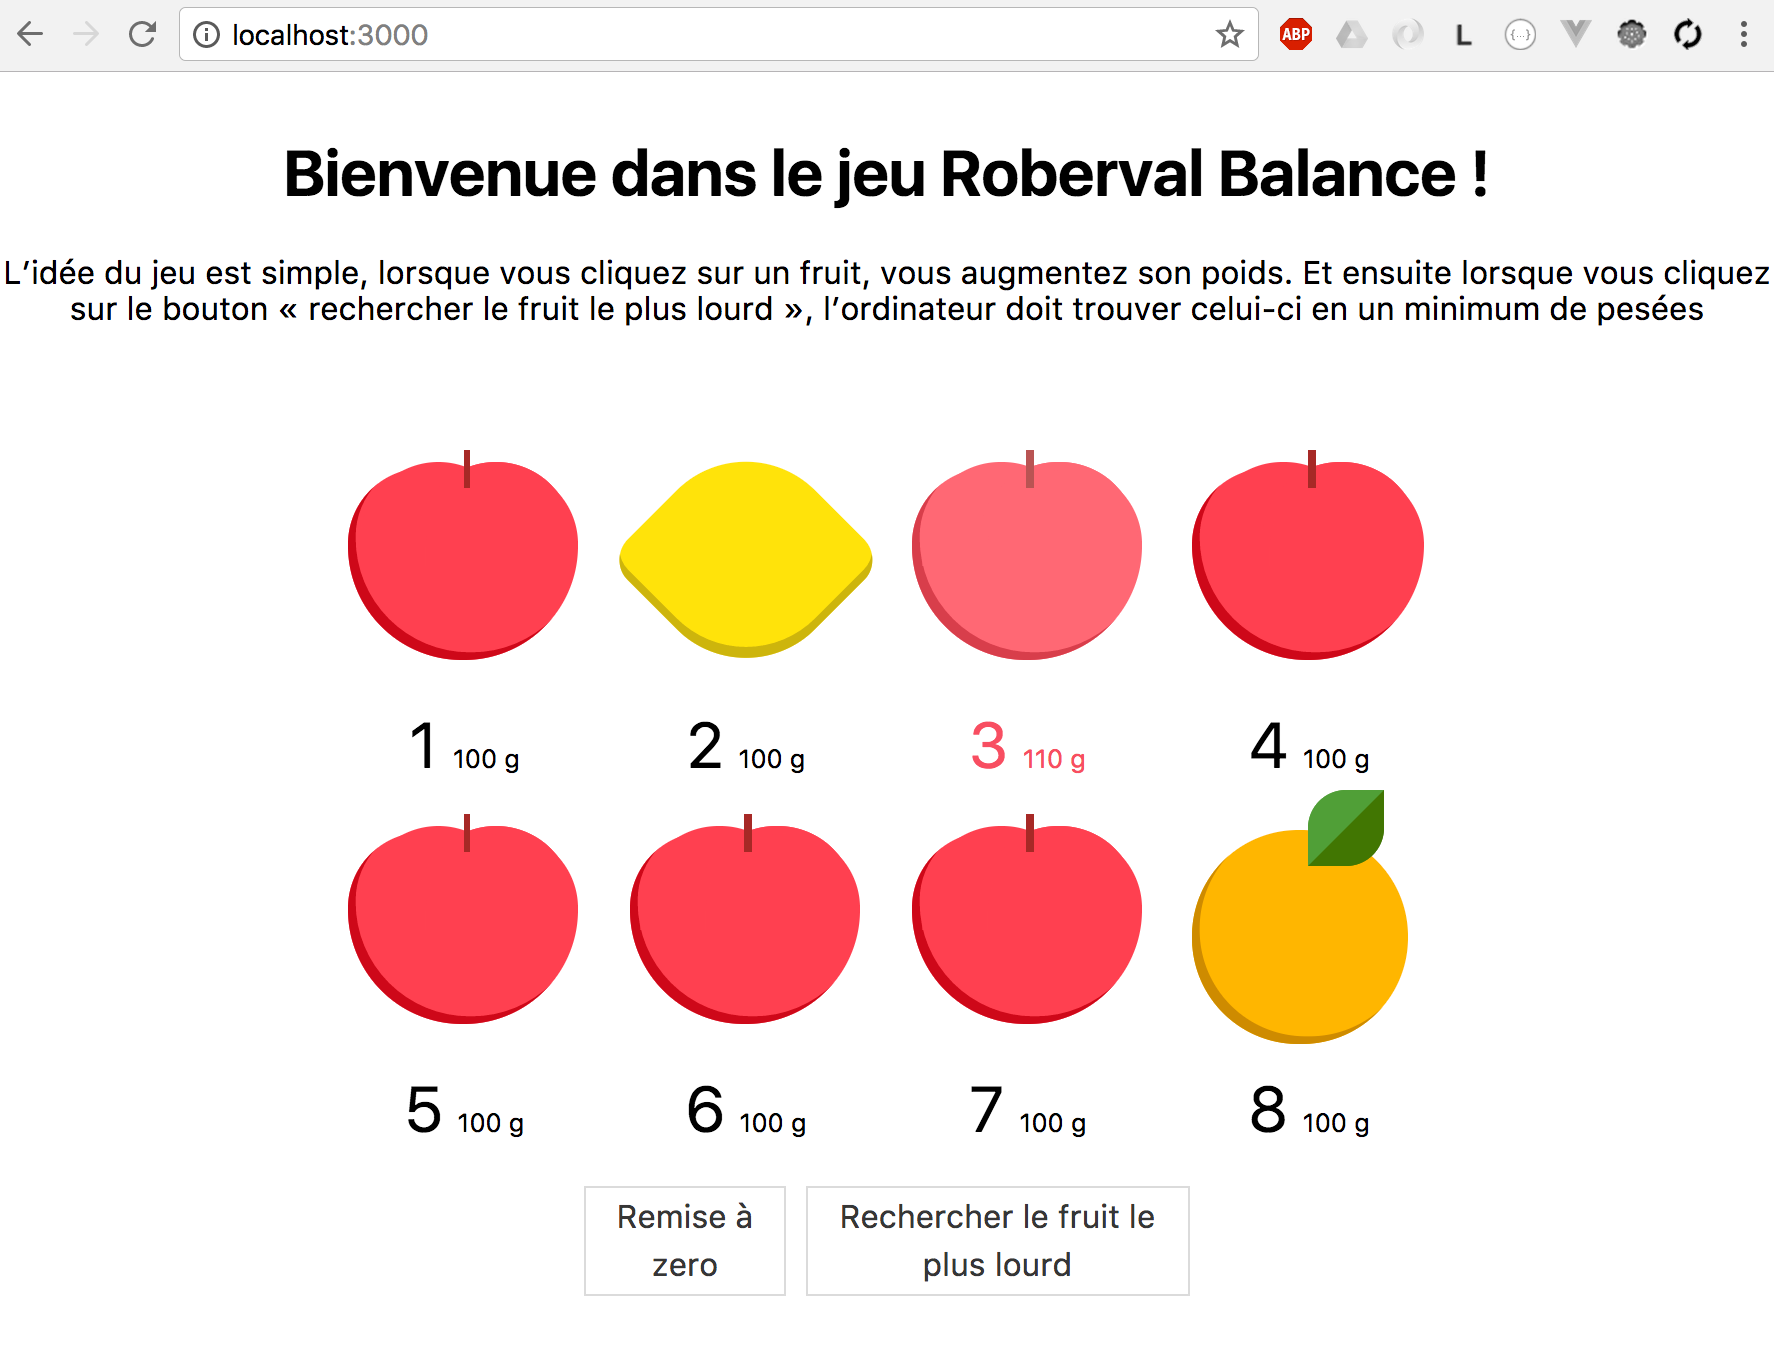 localhost:3000
ABP
L
{...}
Bienvenue dans le jeu Roberval Balance !
L’idée du jeu est simple, lorsque vous cliquez sur un fruit, vous augmentez son poids. Et ensuite lorsque vous cliquez
sur le bouton « rechercher le fruit le plus lourd », l’ordinateur doit trouver celui-ci en un minimum de pesées
1 100 g
2 100 g
3 110 g
4 100 g
5 100 g
6 100 g
7 100 g
8 100 g
Remise à
zero
Rechercher le fruit le
plus lourd